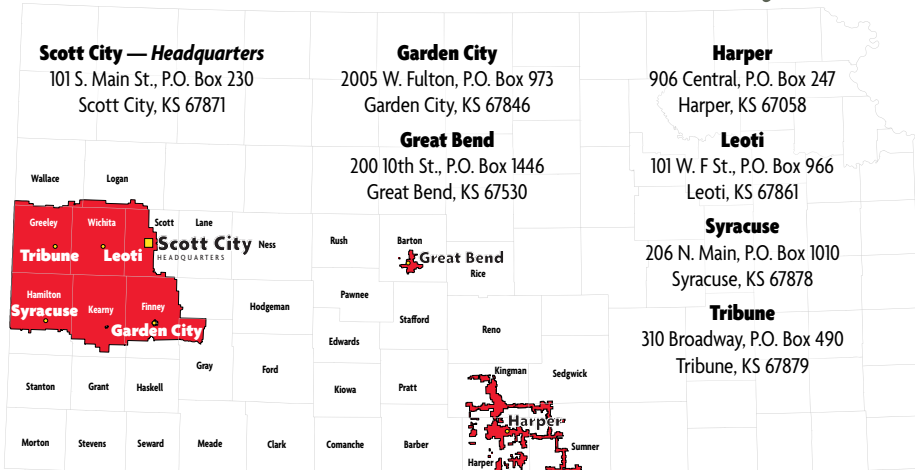 Scott City — Headquarters
101 S. Main St., P.O. Box 230
Scott City, KS 67871
Garden City
2005 W. Fulton, P.O. Box 973
Garden City, KS 67846
Great Bend
200 10th St., P.O. Box 1446
Great Bend, KS 67530
Harper
906 Central, P.O. Box 247
Harper, KS 67058
Leoti
101 W. F St., P.O. Box 966
Leoti, KS 67861
Syracuse
206 N. Main, P.O. Box 1010
Syracuse, KS 67878
Tribune
310 Broadway, P.O. Box 490
Tribune, KS 67879
Wallace
Logan
Greeley
Wichita
Scott
Lane
Tribune
Leoti
Scott City
HEADQUARTERS
Ness
Rush
Barton
Great Bend
Rice
Hamilton
Syracuse
Kearny
Finney
Garden City
Hodgeman
Pawnee
Stafford
Edwards
Reno
Gray
Ford
Stanton
Grant
Haskell
Kiowa
Pratt
Kingman
Sedgwick
Harper
Morton
Stevens
Seward
Meade
Clark
Comanche
Barber
Harper
Sumner